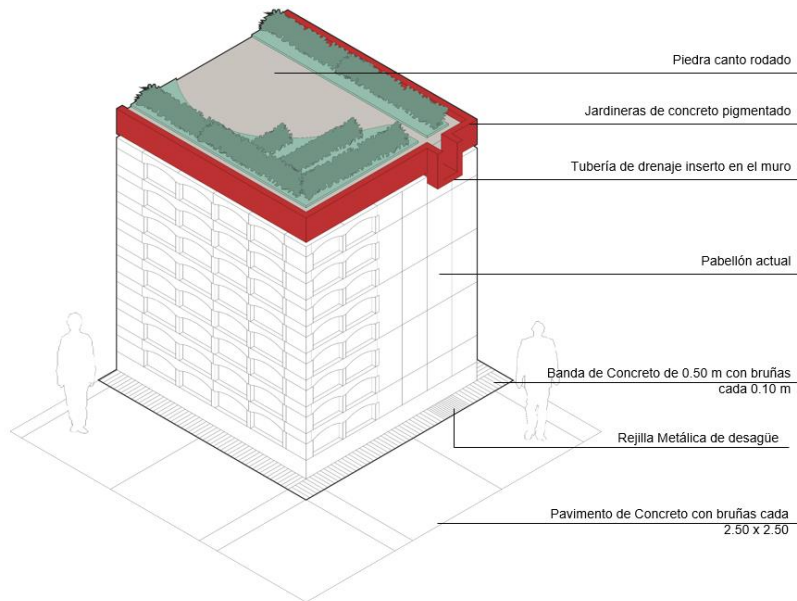 Piedra canto rodado
Jardineras de concreto pigmentado
Tubería de drenaje inserto en el muro
Pabellón actual
Banda de Concreto de 0.50 m con bruñas
cada 0.10 m
Rejilla Metálica de desagüe
Pavimento de Concreto con bruñas cada
2.50 x 2.50